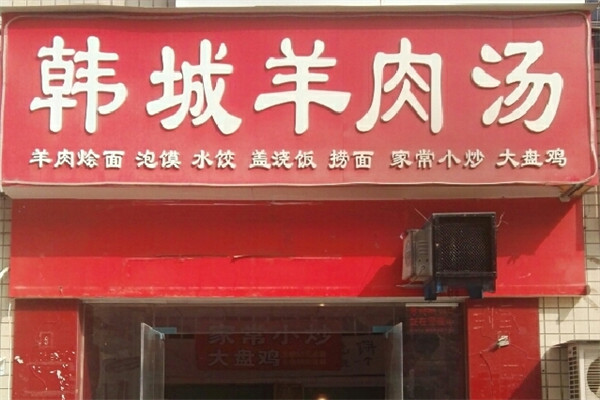 韩城羊肉汤
羊肉烩面 泡馍 水饺 盖浇饭 捞面 家常小炒 大盘鸡
家常小炒
大盘鸡